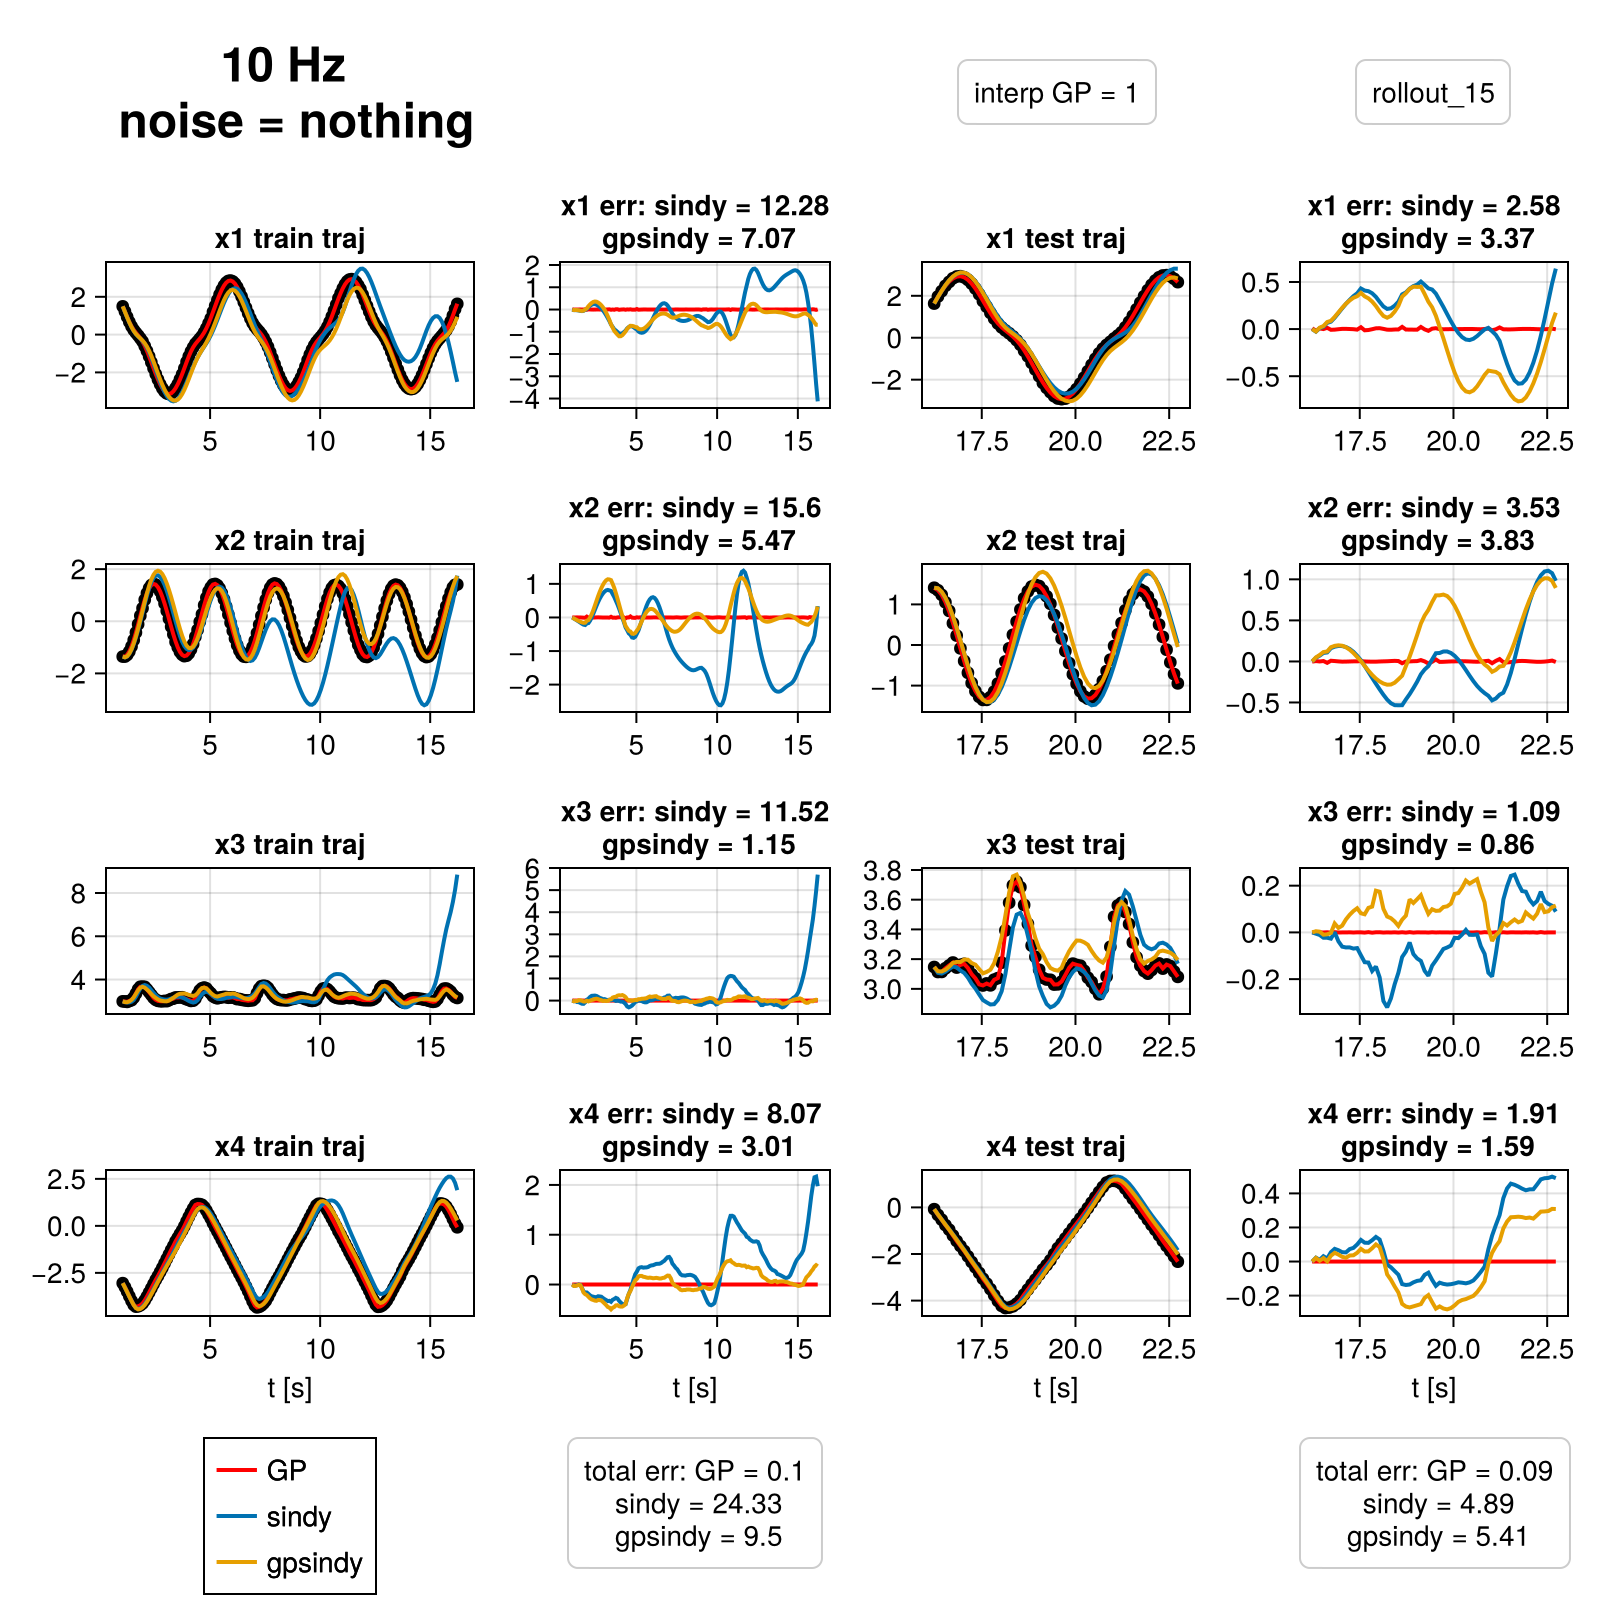 10 Hz
noise = nothing
interp GP = 1
rollout_15
x1 train traj
2
0
−2
5
10
15
x1 err: sindy = 12.28
gpsindy = 7.07
2
1
0
−1
−2
−3
−4
5
10
15
x1 test traj
2
0
−2
17.5
20.0
22.5
x1 err: sindy = 2.58
gpsindy = 3.37
0.5
0.0
−0.5
17.5
20.0
22.5
x2 train traj
2
0
−2
5
10
15
x2 err: sindy = 15.6
gpsindy = 5.47
1
0
−1
−2
5
10
15
x2 test traj
1
0
−1
17.5
20.0
22.5
x2 err: sindy = 3.53
gpsindy = 3.83
1.0
0.5
0.0
−0.5
17.5
20.0
22.5
x3 train traj
8
6
4
5
10
15
x3 err: sindy = 11.52
gpsindy = 1.15
6
5
4
3
2
1
0
5
10
15
x3 test traj
3.8
3.6
3.4
3.2
3.0
17.5
20.0
22.5
x3 err: sindy = 1.09
gpsindy = 0.86
0.2
0.0
−0.2
17.5
20.0
22.5
x4 train traj
2.5
0.0
−2.5
5
10
15
t [s]
x4 err: sindy = 8.07
gpsindy = 3.01
2
1
0
5
10
15
t [s]
x4 test traj
0
−2
−4
17.5
20.0
22.5
t [s]
x4 err: sindy = 1.91
gpsindy = 1.59
0.4
0.2
0.0
−0.2
17.5
20.0
22.5
t [s]
GP
sindy
gpsindy
total err: GP = 0.1
sindy = 24.33
gpsindy = 9.5
total err: GP = 0.09
sindy = 4.89
gpsindy = 5.41